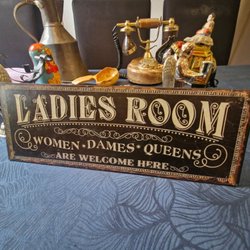 LADIES ROOM
WOMEN • DAMES • QUEENS
ARE WELCOME HERE